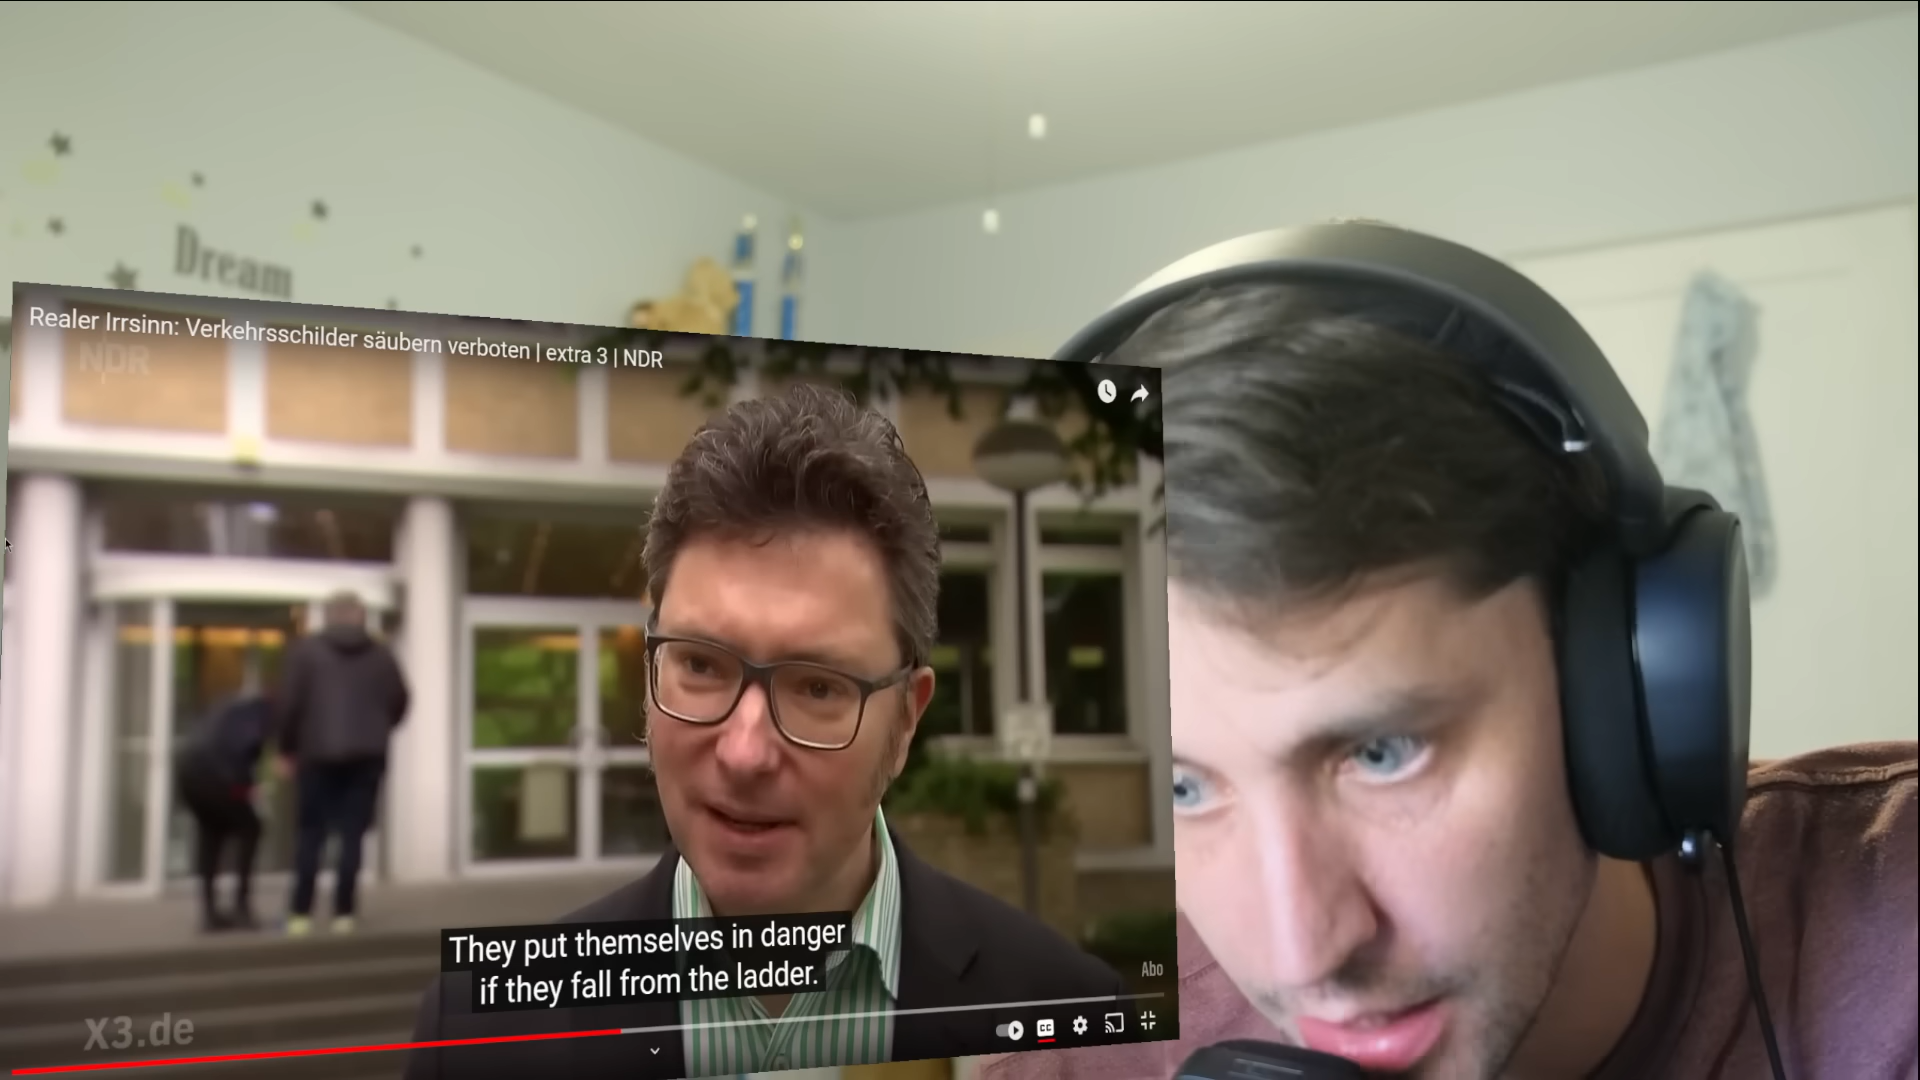 Dream
Realer Irrsinn: Verkehrsschilder säubern verboten | extra 3 | NDR
NDR
They put themselves in danger
if they fall from the ladder.
Abo
X3.de
CC